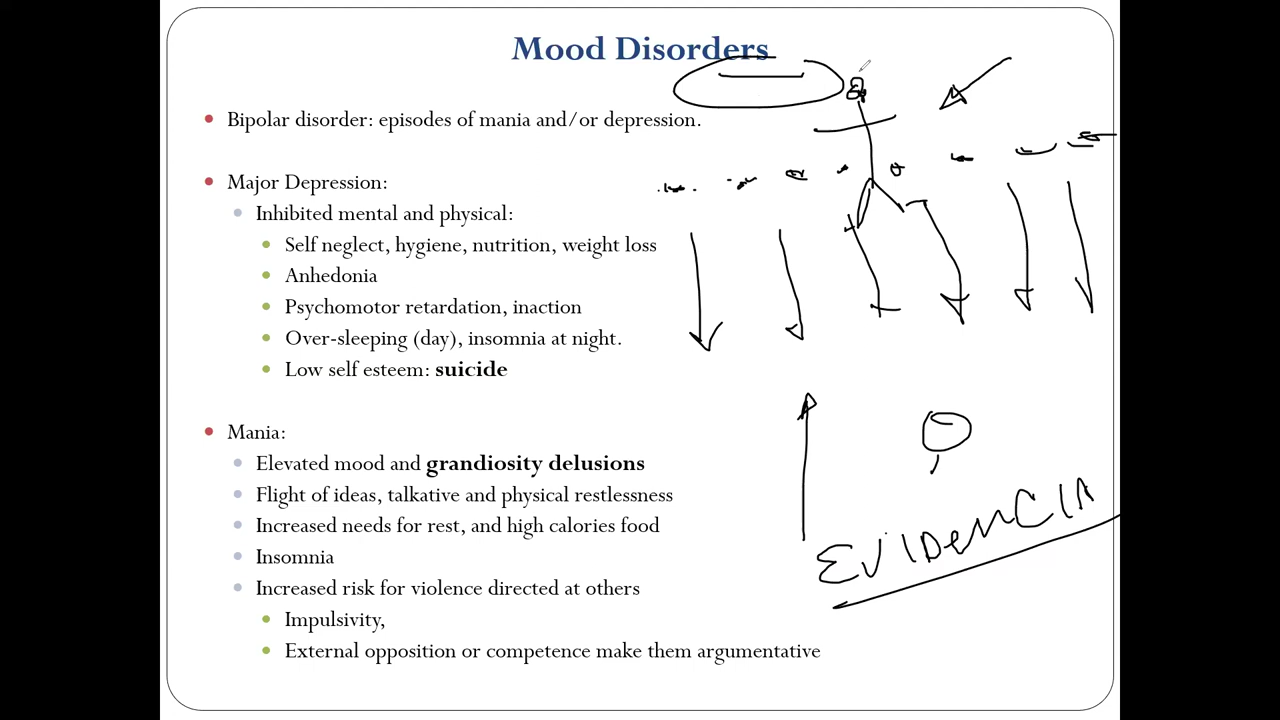 Mood Disorders
Bipolar disorder: episodes of mania and/or depression.
Major Depression:
Inhibited mental and physical:
Self neglect, hygiene, nutrition, weight loss
Anhedonia
Psychomotor retardation, inaction
Over-sleeping (day), insomnia at night.
Low self esteem: suicide
Mania:
Elevated mood and grandiosity delusions
Flight of ideas, talkative and physical restlessness
Increased needs for rest, and high calories food
Insomnia
Increased risk for violence directed at others
Impulsivity,
External opposition or competence make them argumentative
EVIDENCIA